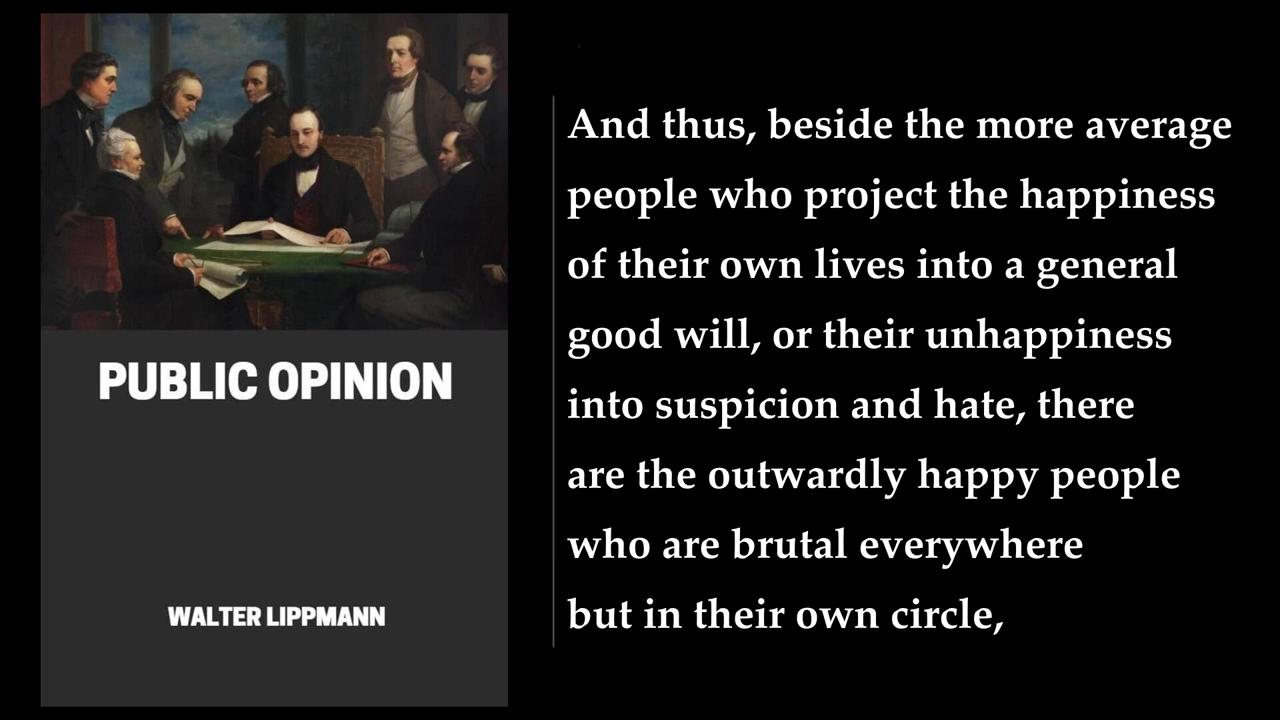 PUBLIC OPINION
WALTER LIPPMANN
And thus, beside the more average
people who project the happiness
of their own lives into a general
good will, or their unhappiness
into suspicion and hate, there
are the outwardly happy people
who are brutal everywhere
but in their own circle,